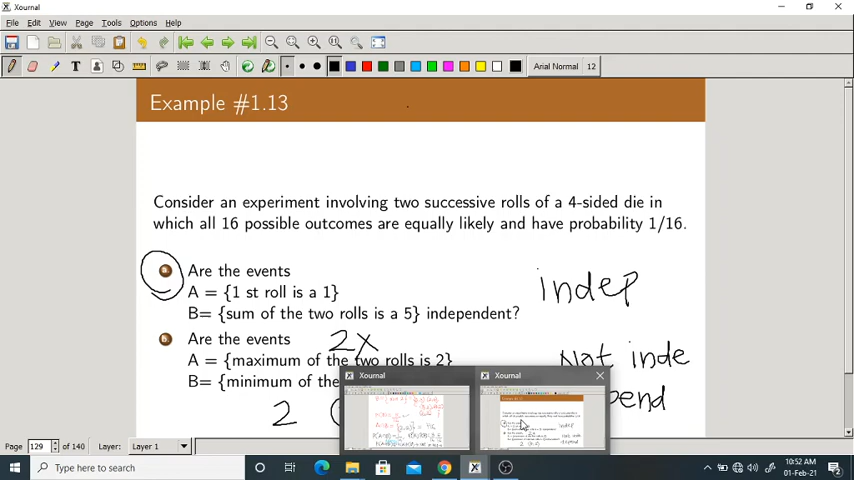 Xournal
File Edit View Page Tools Options Help
Arial Normal 12
Example #1.13
Consider an experiment involving two successive rolls of a 4-sided die in
which all 16 possible outcomes are equally likely and have probability 1/16.
a. Are the events
A = {1 st roll is a 1}
B= {sum of the two rolls is a 5} independent?
indep
b. Are the events
2x
A = {maximum of the two rolls is 2}
Not inde
B= {minimum of the
pend
2
Xournal
Xournal
Page 129 of 140 Layer Layer 1
Type here to search
10:52 AM
01-Feb-21
2